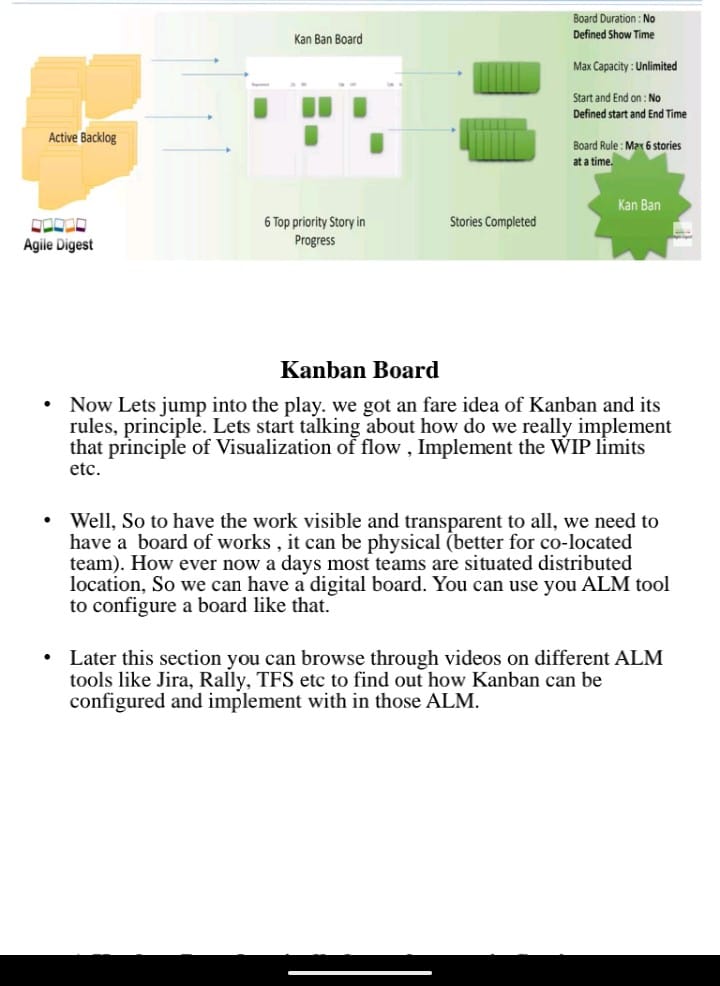 Board Duration : No
Defined Show Time
Kan Ban Board
Max Capacity : Unlimited
Start and End on : No
Defined start and End Time
Active Backlog
Board Rule : Max 6 stories
at a time.
Kan Ban
6 Top priority Story in
Progress
Stories Completed
Agile Digest
Kanban Board
• Now Lets jump into the play. we got an fare idea of Kanban and its
rules, principle. Lets start talking about how do we really implement
that principle of Visualization of flow , Implement the WIP limits
etc.
• Well, So to have the work visible and transparent to all, we need to
have a board of works , it can be physical (better for co-located
team). How ever now a days most teams are situated distributed
location, So we can have a digital board. You can use you ALM tool
to configure a board like that.
• Later this section you can browse through videos on different ALM
tools like Jira, Rally, TFS etc to find out how Kanban can be
configured and implement with in those ALM.